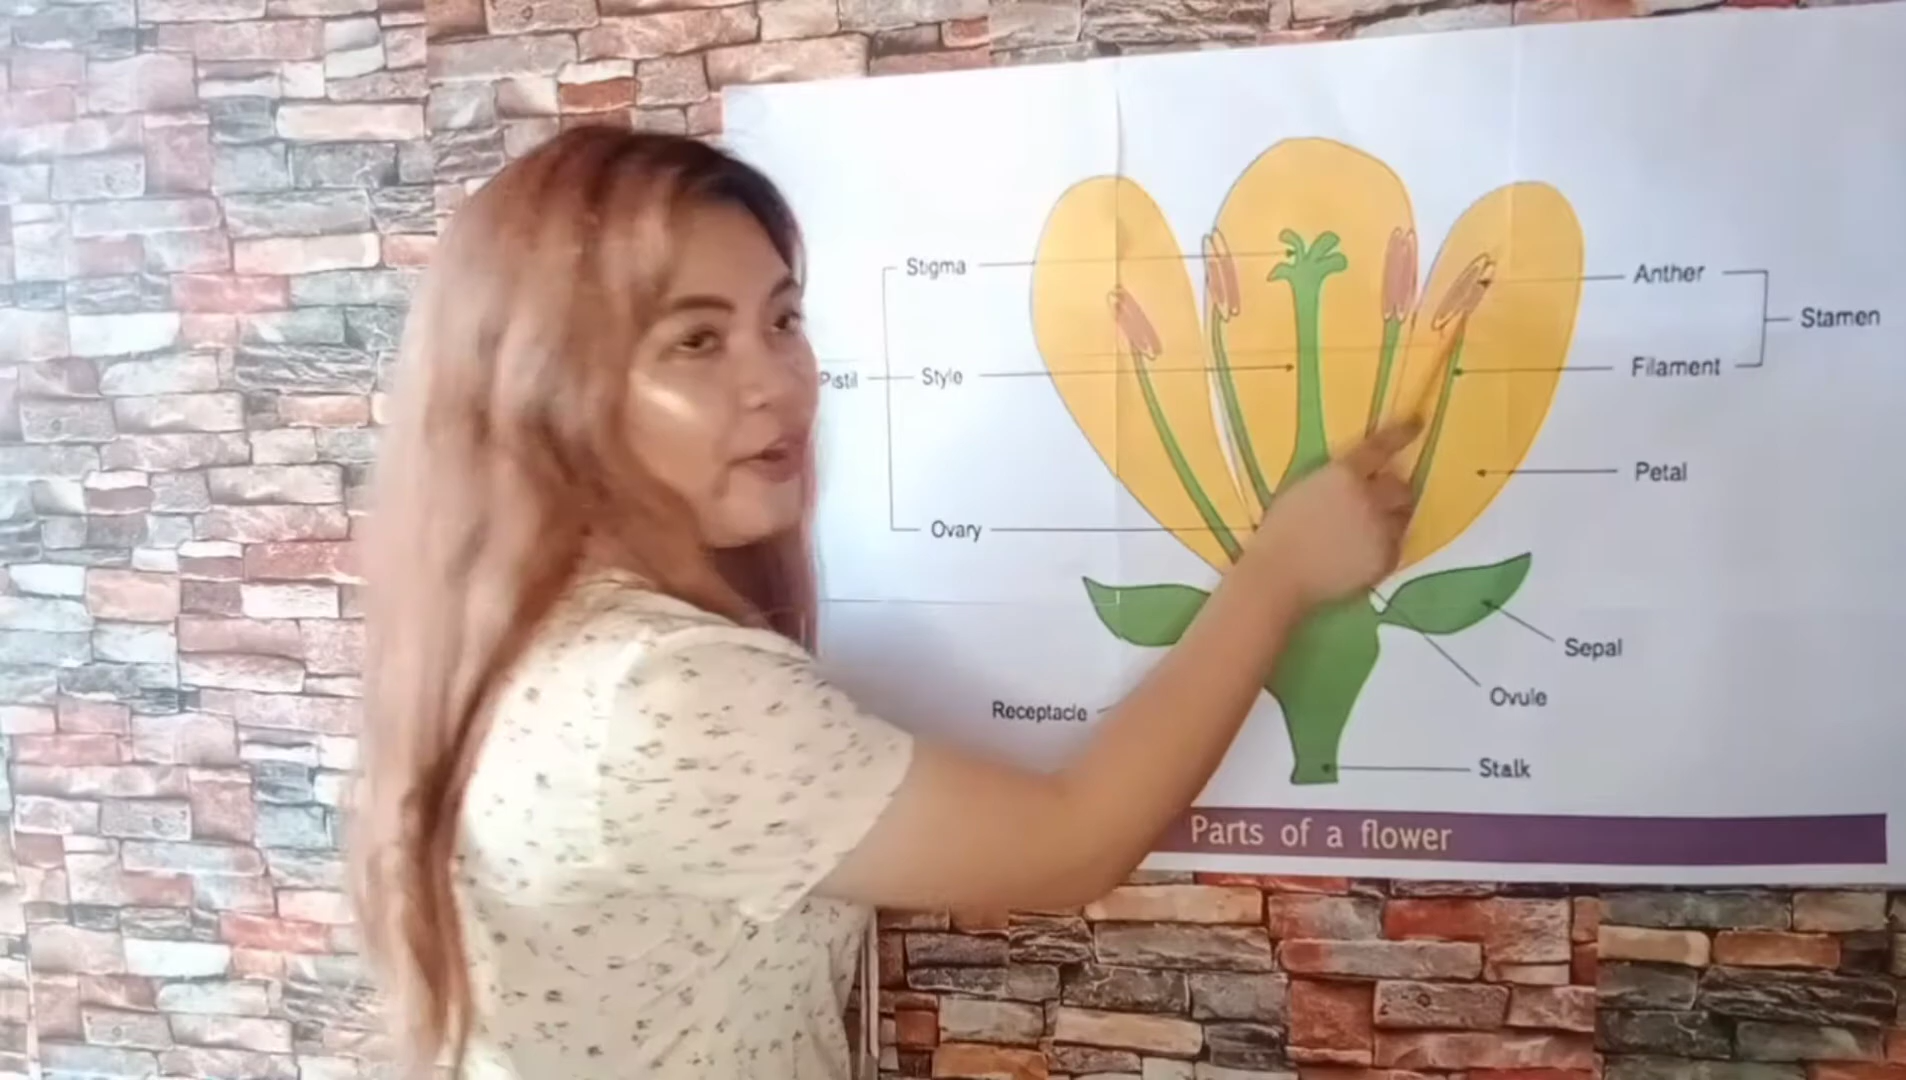 Stigma
Anther
Stamen
Filament
Pistil
Style
Petal
Ovary
Sepal
Ovule
Receptacle
Stalk
Parts of a flower